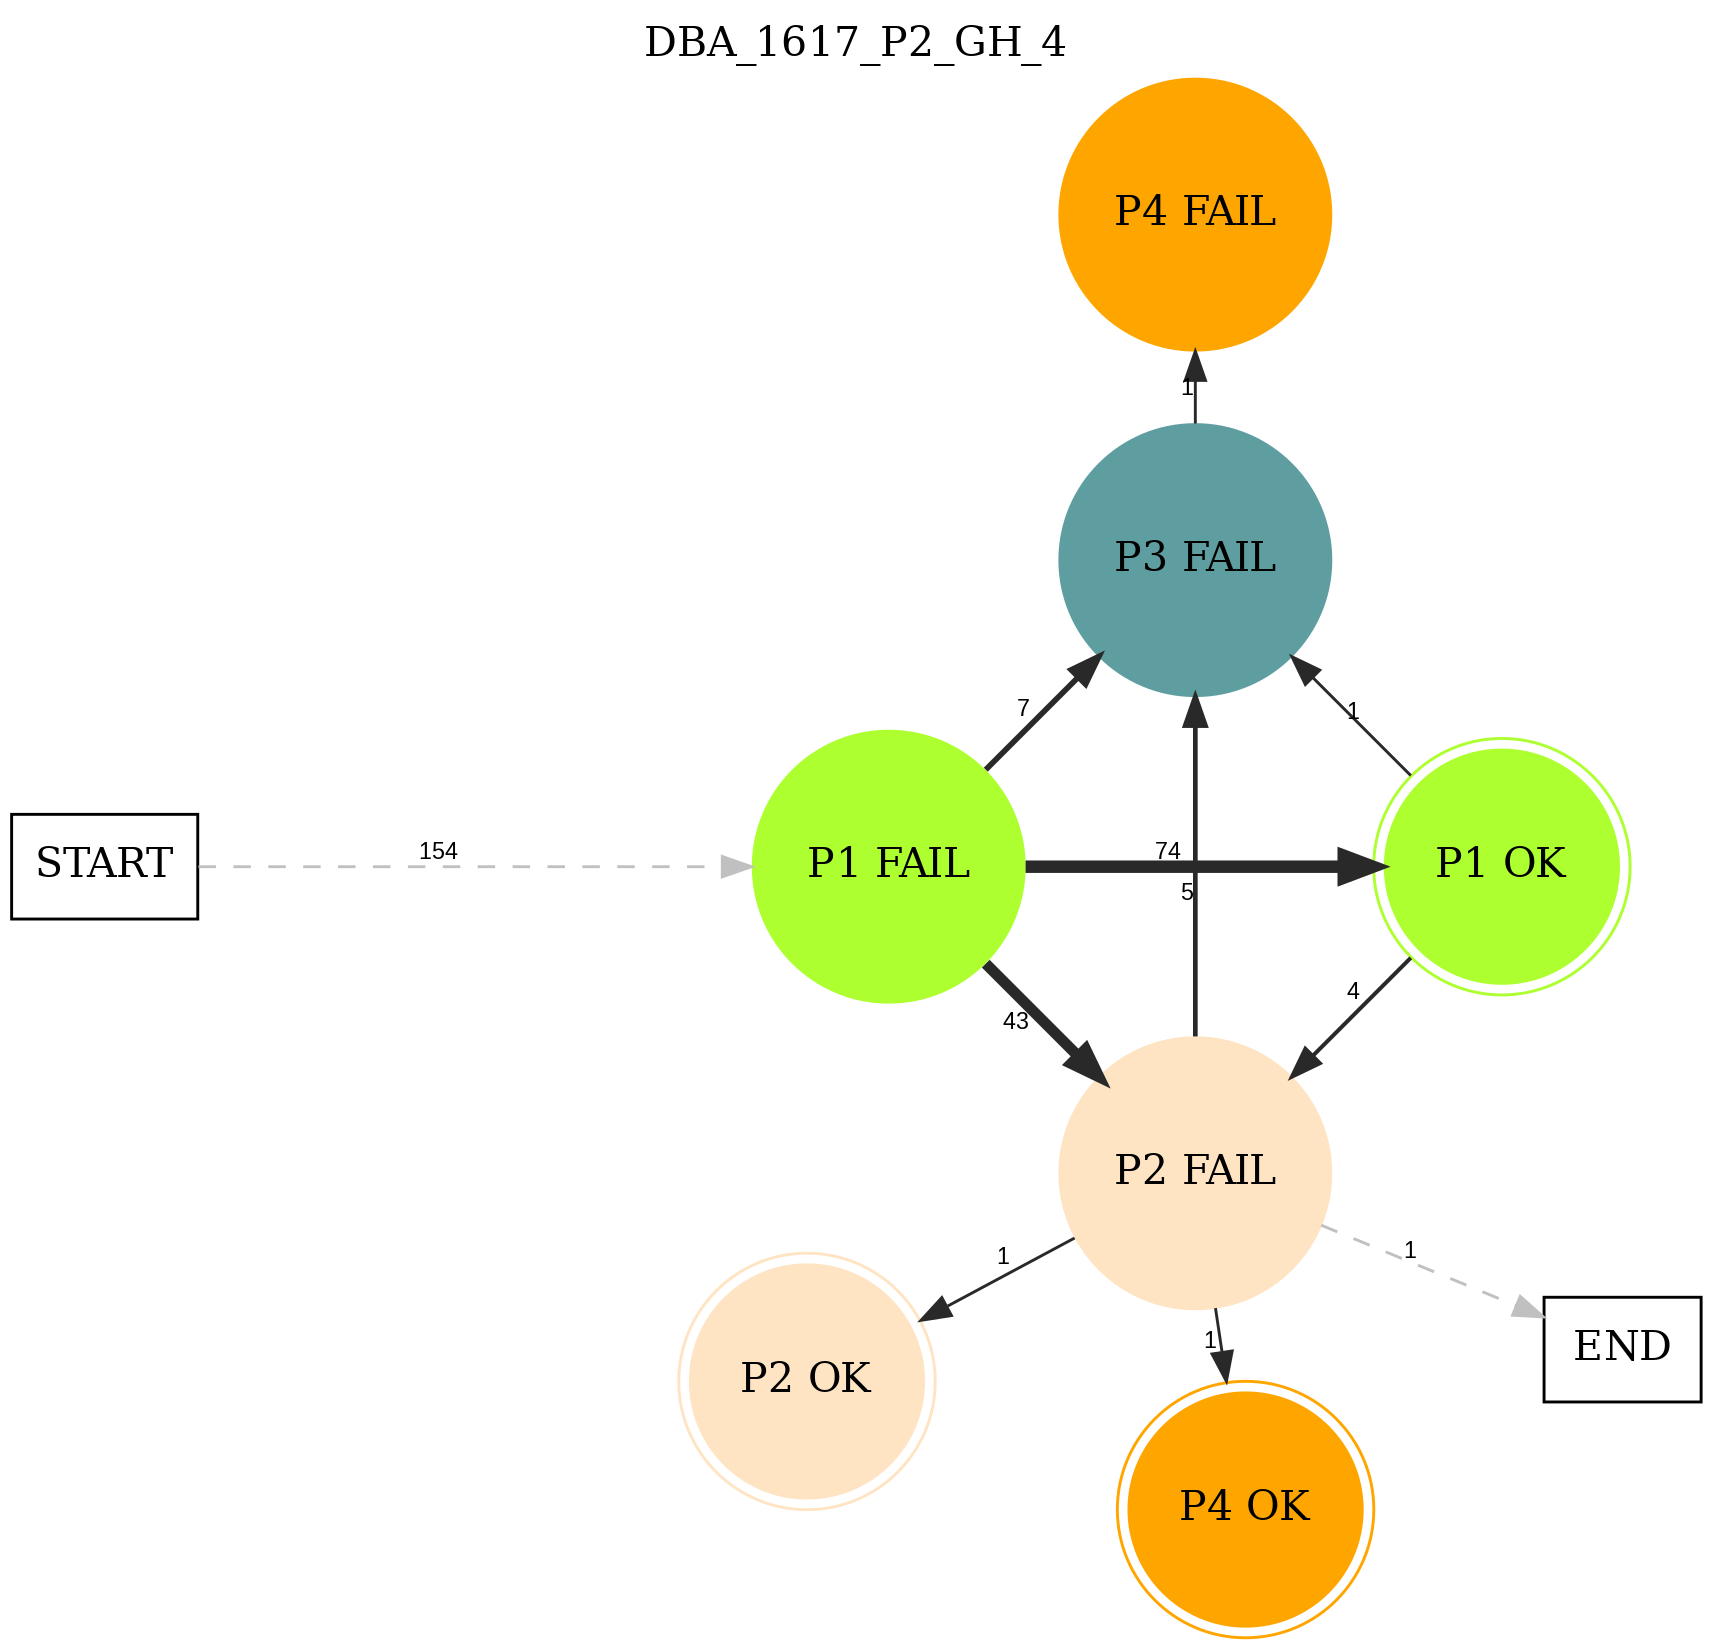 DBA_1617_P2_GH_4
P4 FAIL
1
P3 FAIL
7
1
START
154
P1 FAIL
74
5
P1 OK
43
4
P2 FAIL
1
1
1
P2 OK
END
P4 OK